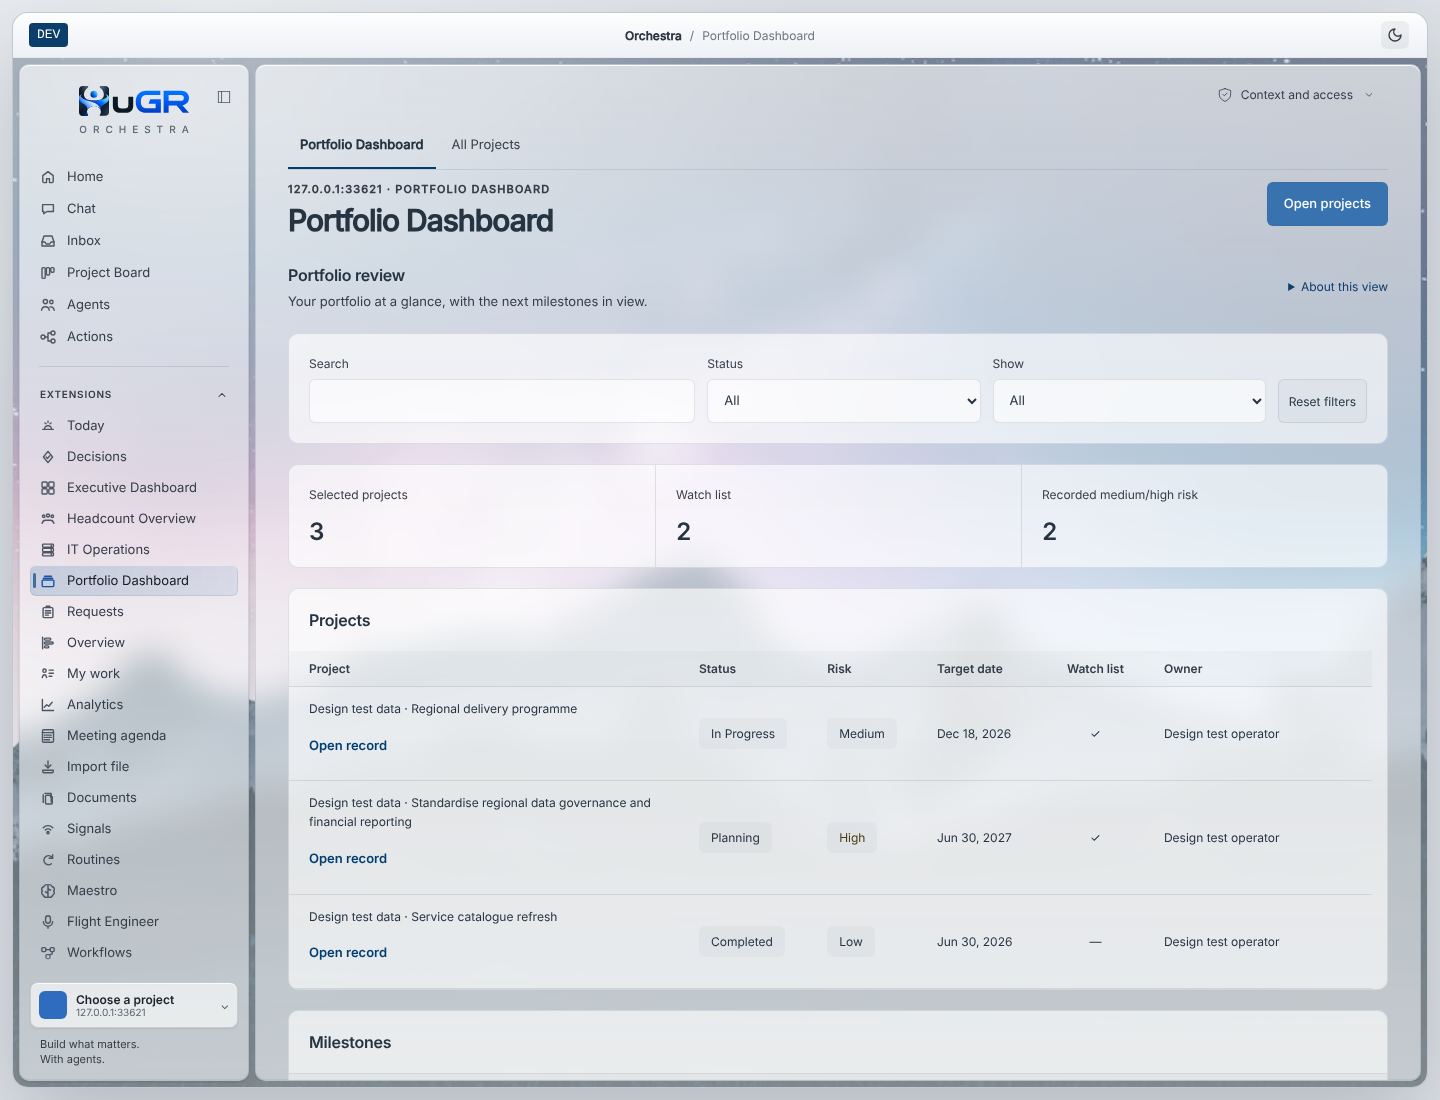 DEV
Orchestra / Portfolio Dashboard
HuGR
ORCHESTRA
Home
Chat
Inbox
Project Board
Agents
Actions
EXTENSIONS
Today
Decisions
Executive Dashboard
Headcount Overview
IT Operations
Portfolio Dashboard
Requests
Overview
My work
Analytics
Meeting agenda
Import file
Documents
Signals
Routines
Maestro
Flight Engineer
Workflows
Choose a project
127.0.0.1:33621
Build what matters.
With agents.
Context and access
Portfolio Dashboard All Projects
127.0.0.1:33621 · PORTFOLIO DASHBOARD
Portfolio Dashboard
Open projects
Portfolio review
Your portfolio at a glance, with the next milestones in view.
About this view
Search Status Show
All All Reset filters
Selected projects Watch list Recorded medium/high risk
3 2 2
Projects
Project Status Risk Target date Watch list Owner
Design test data · Regional delivery programme
Open record
In Progress Medium Dec 18, 2026 ✓ Design test operator
Design test data · Standardise regional data governance and
financial reporting
Open record
Planning High Jun 30, 2027 ✓ Design test operator
Design test data · Service catalogue refresh
Open record
Completed Low Jun 30, 2026 — Design test operator
Milestones